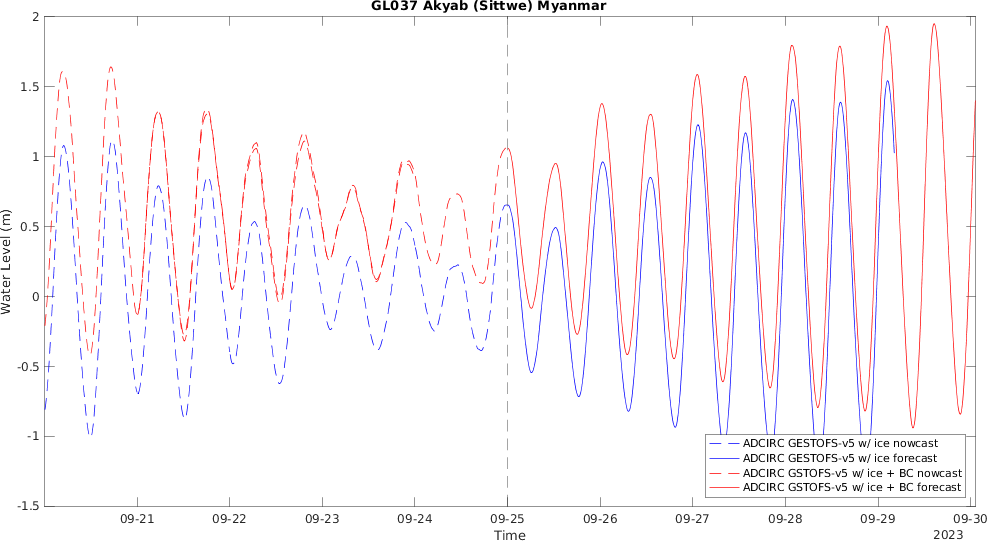 GL037 Akyab (Sittwe) Myanmar
2
1.5
1
0.5
0
-0.5
-1
-1.5
Water Level (m)
ADCIRC GESTOFS-v5 w/ ice nowcast
ADCIRC GESTOFS-v5 w/ ice forecast
ADCIRC GSTOFS-v5 w/ ice + BC nowcast
ADCIRC GSTOFS-v5 w/ ice + BC forecast
09-21 09-22 09-23 09-24 09-25 09-26 09-27 09-28 09-29 09-30
Time
2023